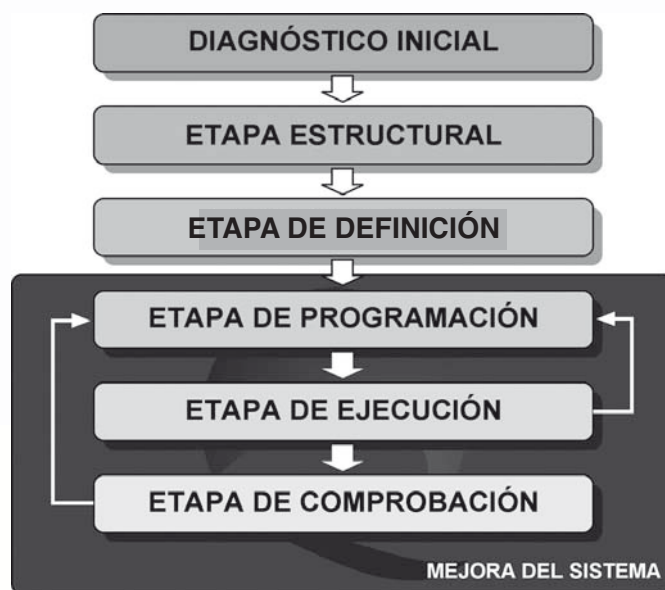 DIAGNÓSTICO INICIAL
ETAPA ESTRUCTURAL
ETAPA DE DEFINICIÓN
ETAPA DE PROGRAMACIÓN
ETAPA DE EJECUCIÓN
ETAPA DE COMPROBACIÓN
MEJORA DEL SISTEMA